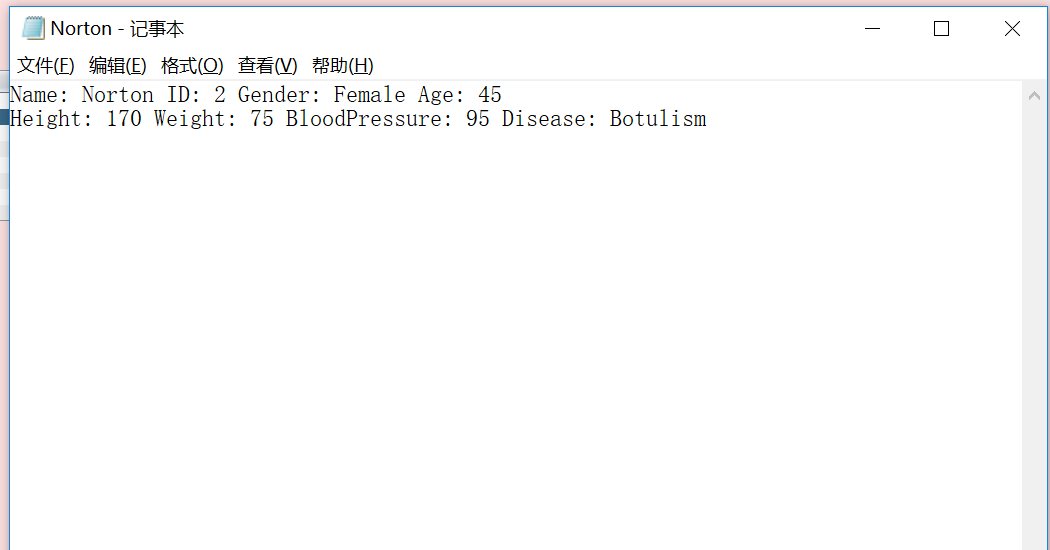 Norton - 记事本
文件(F) 编辑(E) 格式(O) 查看(V) 帮助(H)
Name: Norton ID: 2 Gender: Female Age: 45
Height: 170 Weight: 75 BloodPressure: 95 Disease: Botulism